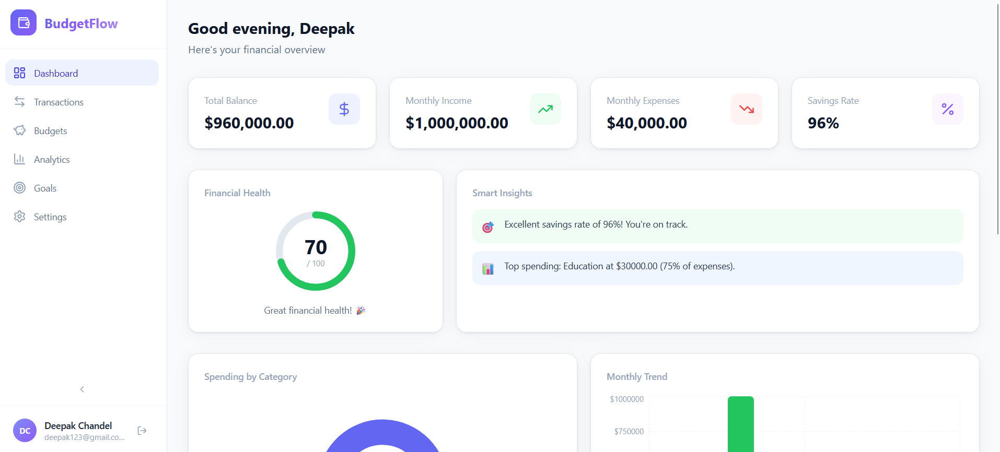 BudgetFlow
Dashboard
Transactions
Budgets
Analytics
Goals
Settings
DC
Deepak Chandel
deepak123@gmail.co...
Good evening, Deepak
Here's your financial overview
Total Balance
$960,000.00
Monthly Income
$1,000,000.00
Monthly Expenses
$40,000.00
Savings Rate
96%
Financial Health
70
/ 100
Great financial health! 🎉
Smart Insights
🎯 Excellent savings rate of 96%! You're on track.
📊 Top spending: Education at $30000.00 (75% of expenses).
Spending by Category
Monthly Trend
$1000000
$750000